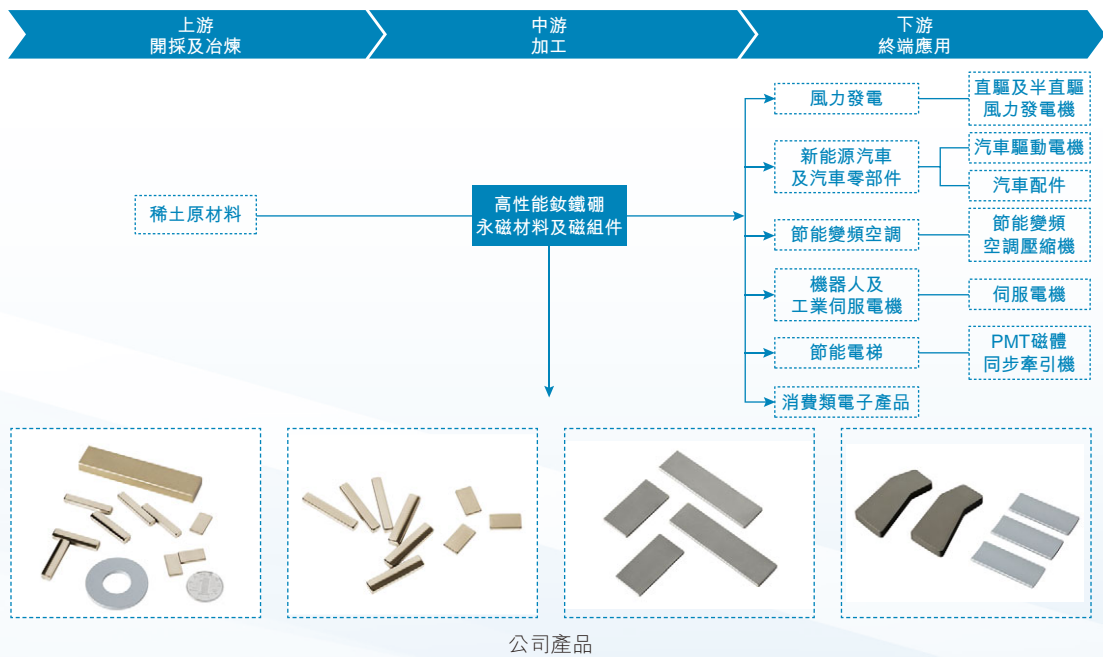 上游
開採及冶煉
中游
加工
下游
終端應用
稀土原材料
高性能釹鐵硼
永磁材料及磁組件
風力發電
直驅及半直驅
風力發電機
新能源汽車
及汽車零部件
汽車驅動電機
汽車配件
節能變頻空調
節能變頻
空調壓縮機
機器人及
工業伺服電機
伺服電機
節能電梯
PMT磁體
同步牽引機
消費類電子產品
公司產品